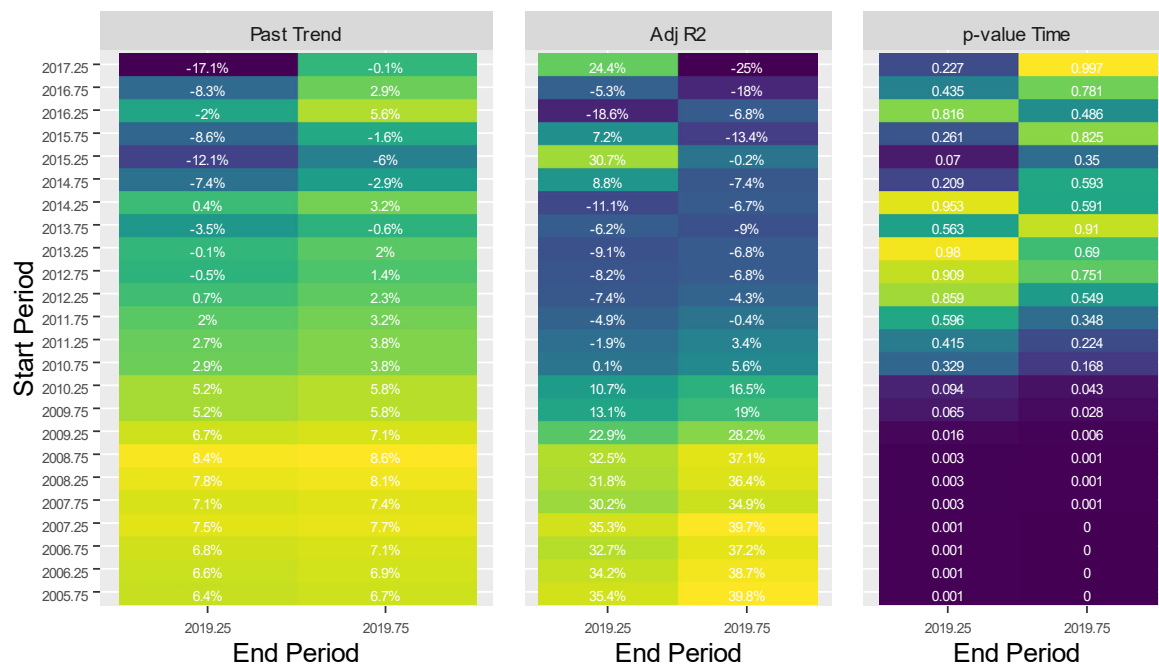 Past Trend Adj R2 p-value Time
2017.25 -17.1% -0.1% 24.4% -25% 0.227 0.997
2016.75 -8.3% 2.9% -5.3% -18% 0.435 0.781
2016.25 -2% 5.6% -18.6% -6.8% 0.816 0.486
2015.75 -8.6% -1.6% 7.2% -13.4% 0.261 0.825
2015.25 -12.1% -6% 30.7% -0.2% 0.07 0.35
2014.75 -7.4% -2.9% 8.8% -7.4% 0.209 0.593
2014.25 0.4% 3.2% -11.1% -6.7% 0.953 0.591
2013.75 -3.5% -0.6% -6.2% -9% 0.563 0.91
2013.25 -0.1% 2% -9.1% -6.8% 0.98 0.69
2012.75 -0.5% 1.4% -8.2% -6.8% 0.909 0.751
2012.25 0.7% 2.3% -7.4% -4.3% 0.859 0.549
2011.75 2% 3.2% -4.9% -0.4% 0.596 0.348
2011.25 2.7% 3.8% -1.9% 3.4% 0.415 0.224
2010.75 2.9% 3.8% 0.1% 5.6% 0.329 0.168
2010.25 5.2% 5.8% 10.7% 16.5% 0.094 0.043
2009.75 5.2% 5.8% 13.1% 19% 0.065 0.028
2009.25 6.7% 7.1% 22.9% 28.2% 0.016 0.006
2008.75 8.4% 8.6% 32.5% 37.1% 0.003 0.001
2008.25 7.8% 8.1% 31.8% 36.4% 0.003 0.001
2007.75 7.1% 7.4% 30.2% 34.9% 0.003 0.001
2007.25 7.5% 7.7% 35.3% 39.7% 0.001 0
2006.75 6.8% 7.1% 32.7% 37.2% 0.001 0
2006.25 6.6% 6.9% 34.2% 38.7% 0.001 0
2005.75 6.4% 6.7% 35.4% 39.8% 0.001 0
Start Period
2019.25 2019.75 2019.25 2019.75 2019.25 2019.75
End Period End Period End Period